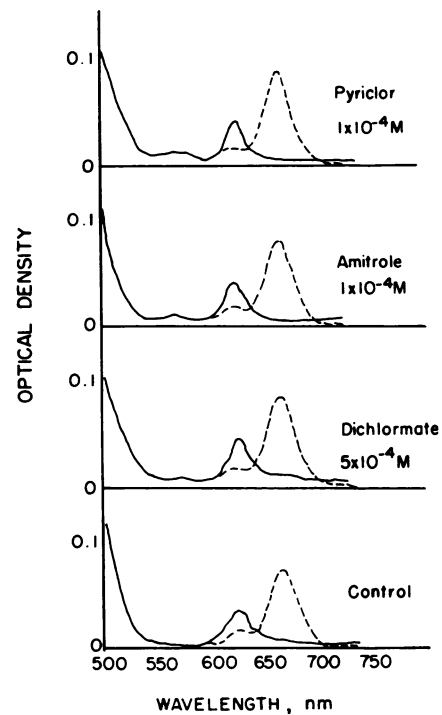 0.1
Pyriclor
1x10⁻⁴M
0
0.1
Amitrole
1x10⁻⁴M
0
0.1
Dichlormate
5x10⁻⁴M
0
0.1
Control
0
500 550 600 650 700 750
WAVELENGTH, nm
OPTICAL DENSITY